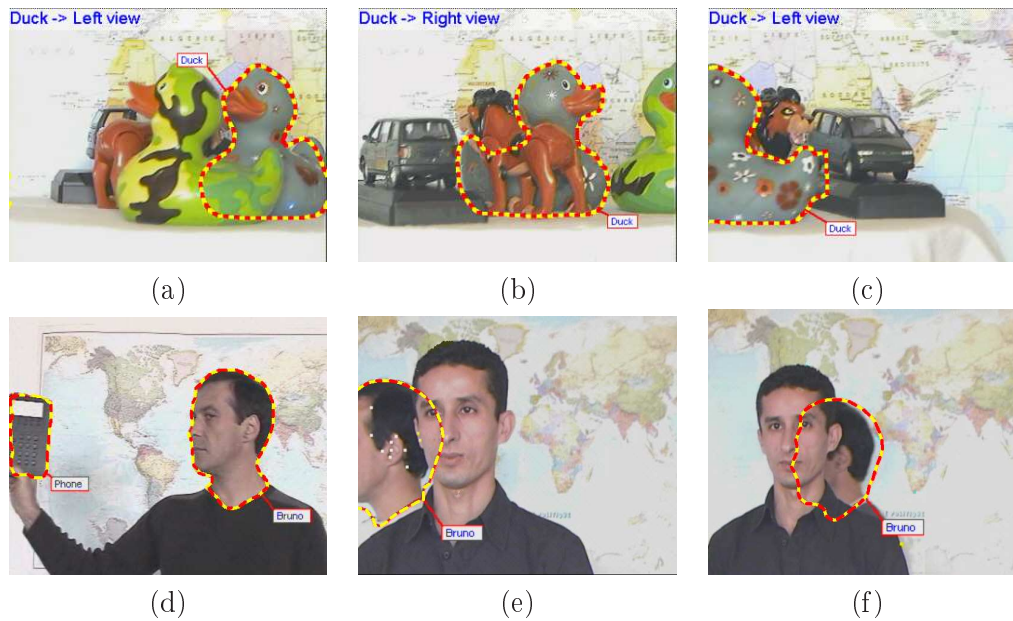 Duck -> Left view
Duck
Duck -> Right view
Duck
Duck -> Left view
Duck
(a)
(b)
(c)
Phone
Bruno
Bruno
Bruno
(d)
(e)
(f)